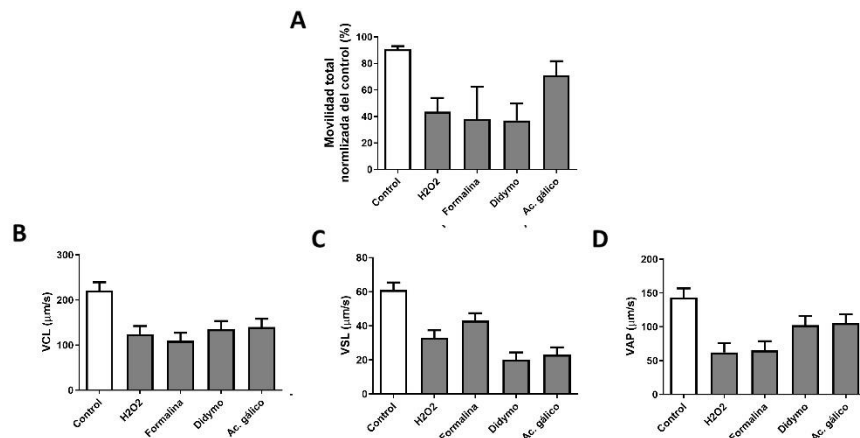 A
Movilidad total
normlizada del control (%)
100
80
60
40
20
0
Control
H2O2
Formalina
Didymo
Ac. gálico
B
VCL (µm/s)
300
200
100
0
Control
H2O2
Formalina
Didymo
Ac. gálico
C
VSL (µm/s)
80
60
40
20
0
Control
H2O2
Formalina
Didymo
Ac. gálico
D
VAP (µm/s)
200
150
100
50
0
Control
H2O2
Formalina
Didymo
Ac. gálico